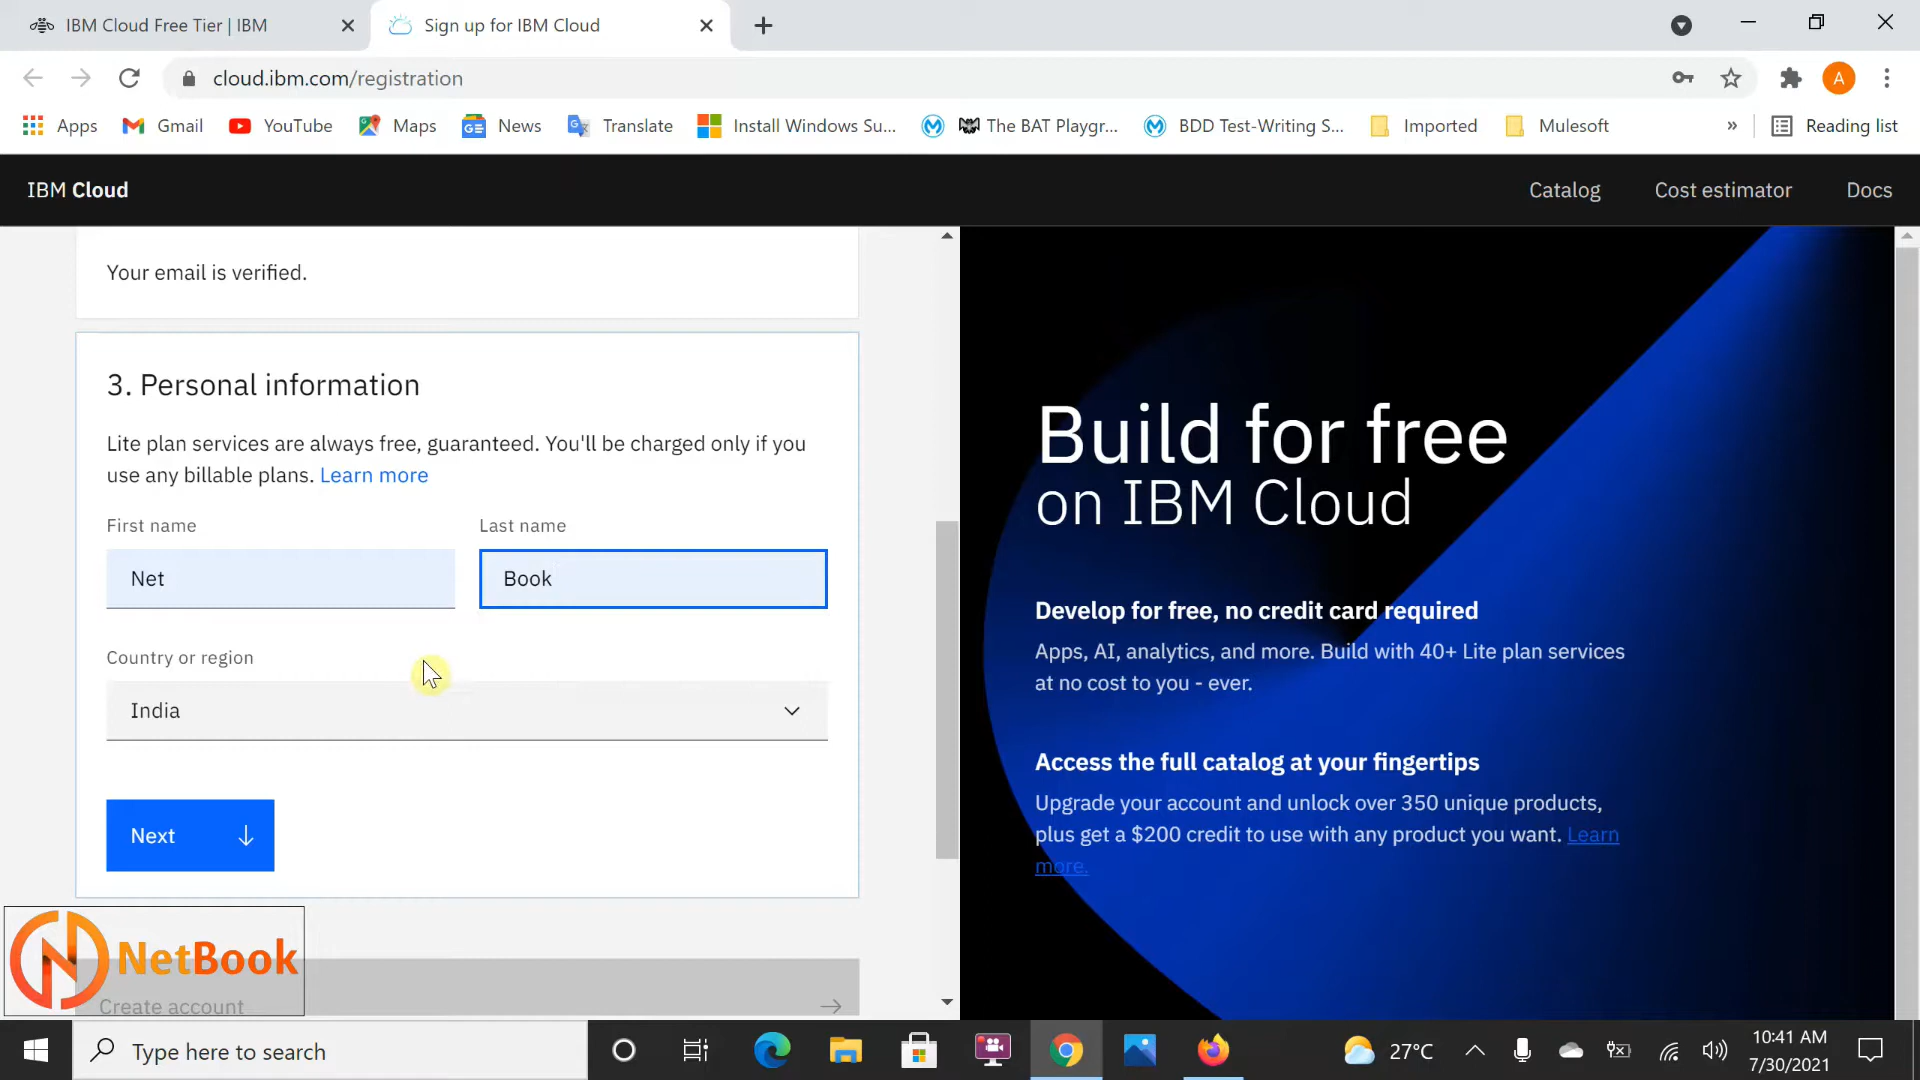 IBM Cloud Free Tier | IBM
Sign up for IBM Cloud
cloud.ibm.com/registration
A
Apps
Gmail
YouTube
Maps
News
Translate
Install Windows Su...
The BAT Playgr...
BDD Test-Writing S...
Imported
Mulesoft
»
Reading list
IBM Cloud
Catalog
Cost estimator
Docs
Your email is verified.
3. Personal information
Lite plan services are always free, guaranteed. You'll be charged only if you
use any billable plans. Learn more
First name
Last name
Net
Book
Country or region
India
Next
Create account
NetBook
Build for free
on IBM Cloud
Develop for free, no credit card required
Apps, AI, analytics, and more. Build with 40+ Lite plan services
at no cost to you - ever.
Access the full catalog at your fingertips
Upgrade your account and unlock over 350 unique products,
plus get a $200 credit to use with any product you want. Learn
more.
Type here to search
27°C
10:41 AM
7/30/2021